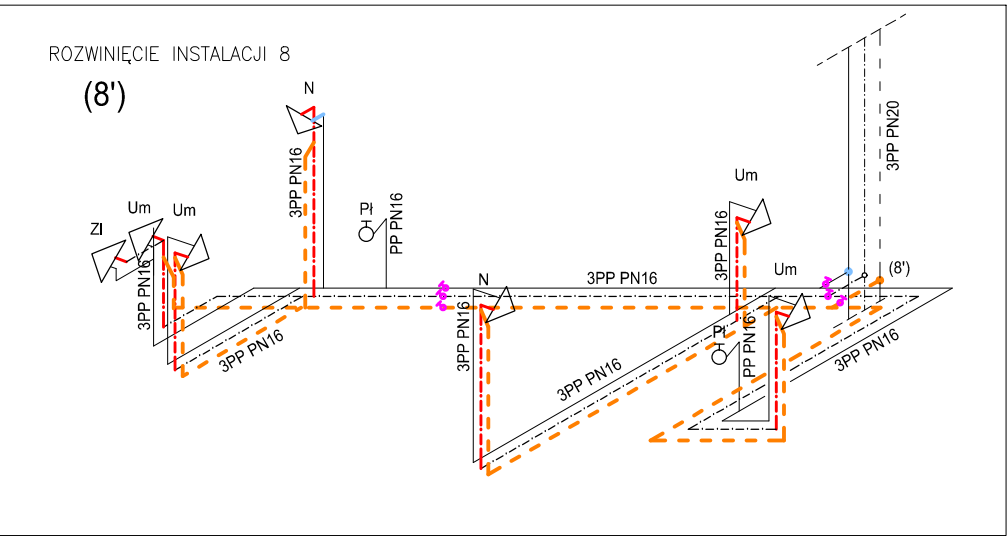 ROZWINIĘCIE INSTALACJI 8
(8')
N
3PP PN16
Pł
PP PN16
Um
Um
Zl
3PP PN16
3PP PN16
N
3PP PN16
3PP PN16
3PP PN16
Um
3PP PN16
Um
Pł
PP PN16
3PP PN20
(8')
3PP PN16